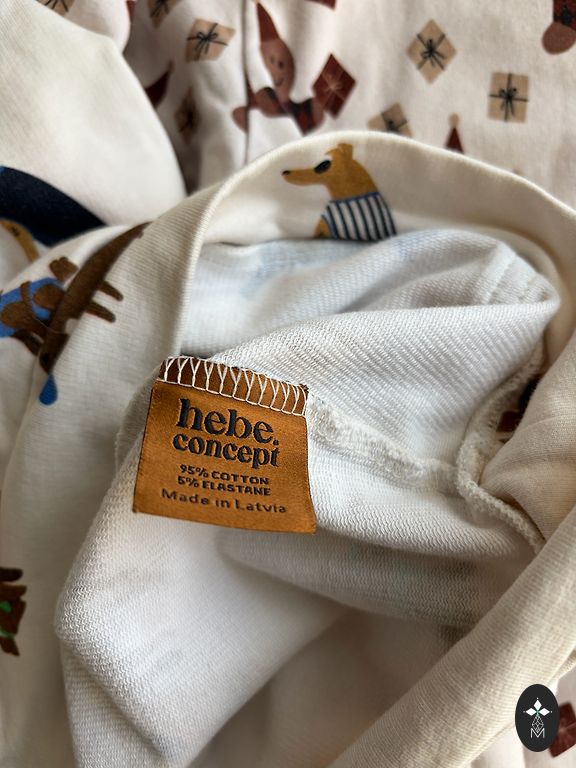 hebe.
concept
95% COTTON
5% ELASTANE
Made in Latvia
M